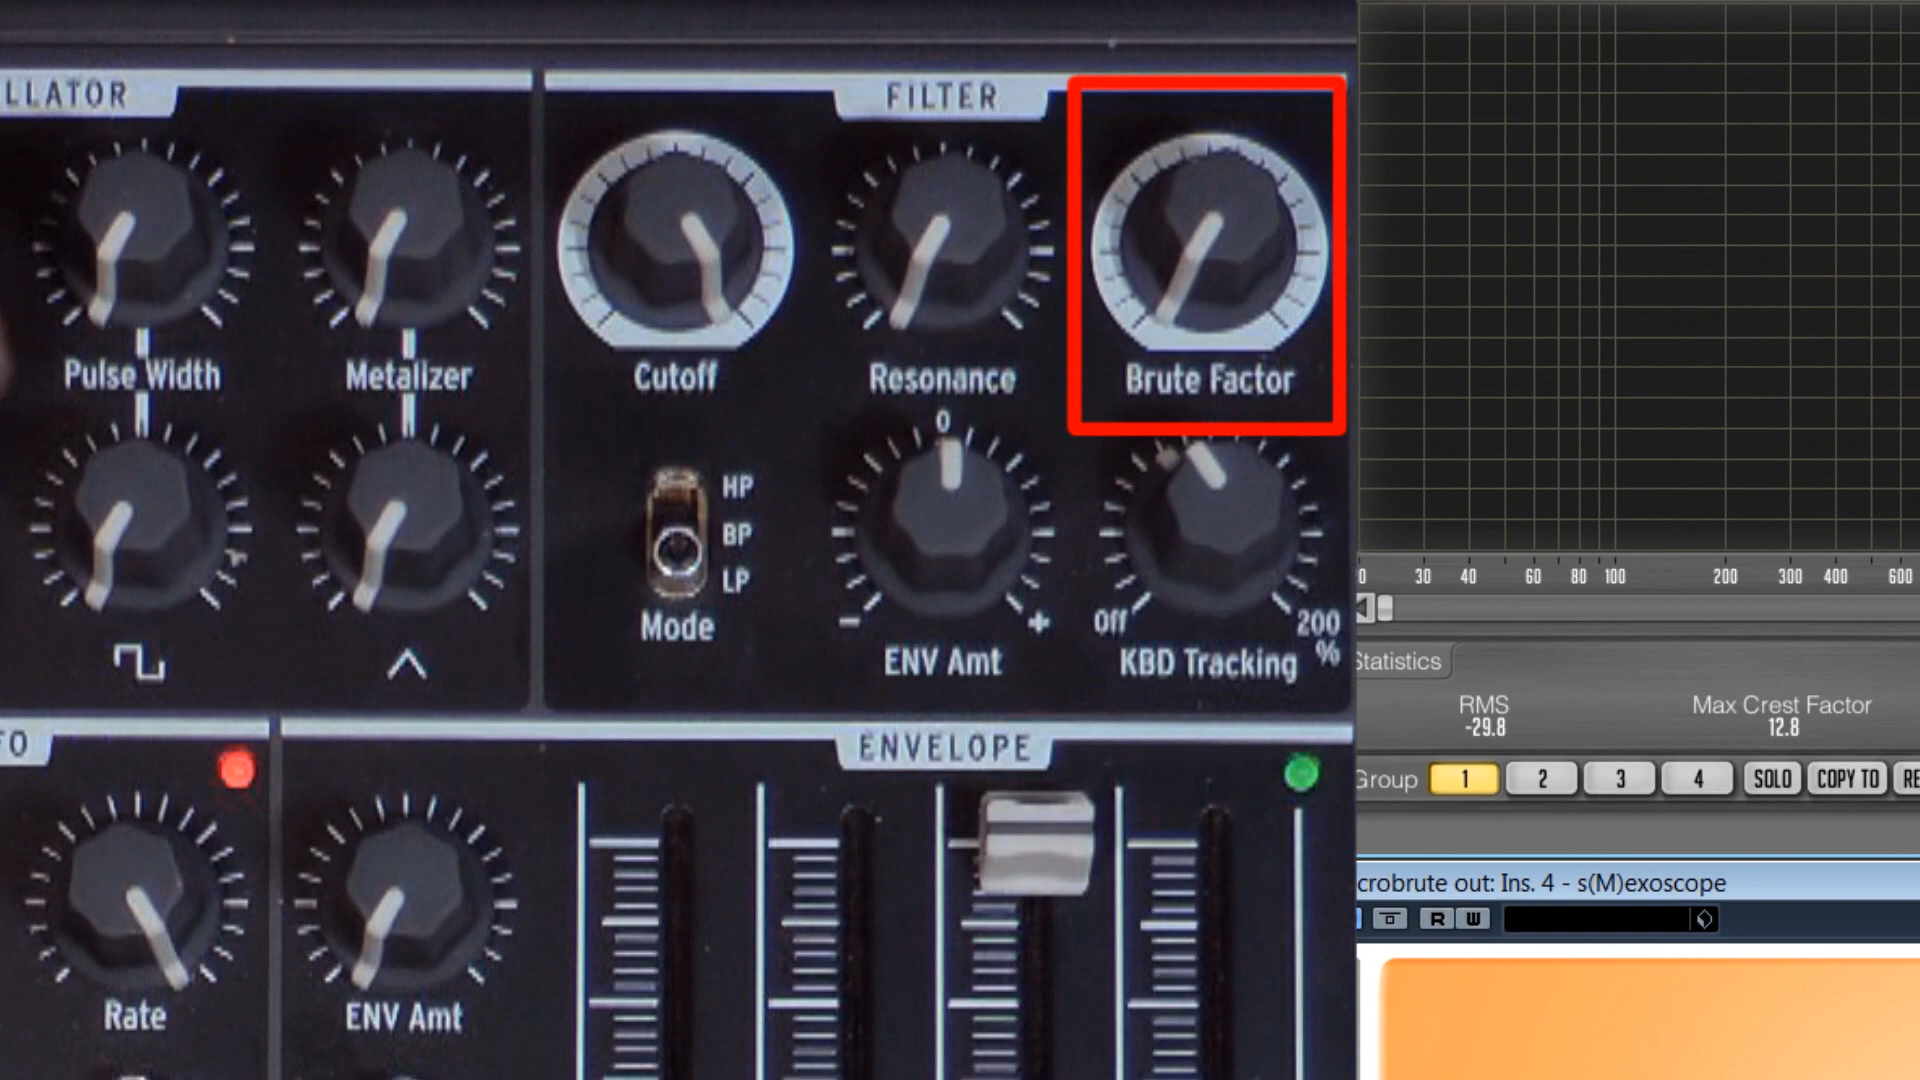 LLATOR
FILTER
Pulse Width
Metalizer
Cutoff
Resonance
Brute Factor
0
HP
BP
LP
Mode
-
+
ENV Amt
Off
200
%
KBD Tracking
FO
ENVELOPE
Rate
ENV Amt
0 30 40 60 80 100 200 300 400 600
Statistics
RMS
-29.8
Max Crest Factor
12.8
Group 1 2 3 4 SOLO COPY TO RE
crobrute out: Ins. 4 - s(M)exoscope
R W